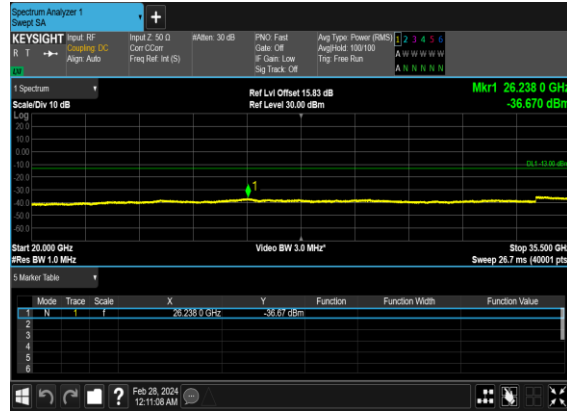 Spectrum Analyzer 1
Swept SA
+
KEYSIGHT Input: RF Input Z: 50 Ω #Atten: 30 dB PNO: Fast Avg Type: Power (RMS) 1 2 3 4 5 6
R T Coupling: DC Corr CCorr Gate: Off Avg|Hold: 100/100 A W W W W W
Align: Auto Freq Ref: Int (S) IF Gain: Low Trig: Free Run
Sig Track: Off A N N N N N
1 Spectrum Ref Lvl Offset 15.83 dB Mkr1 26.238 0 GHz
Scale/Div 10 dB Ref Level 30.00 dBm -36.670 dBm
Log
20.0
10.0
0.00
-10.0 DL1 -13.00 dBm
-20.0
-30.0 1
-40.0
-50.0
-60.0
Start 20.000 GHz Video BW 3.0 MHz* Stop 35.500 GHz
#Res BW 1.0 MHz Sweep 26.7 ms (40001 pts)
5 Marker Table
Mode Trace Scale X Y Function Function Width Function Value
1 N 1 f 26.238 0 GHz -36.67 dBm
2
3
4
5
6
? Feb 28, 2024
12:11:08 AM